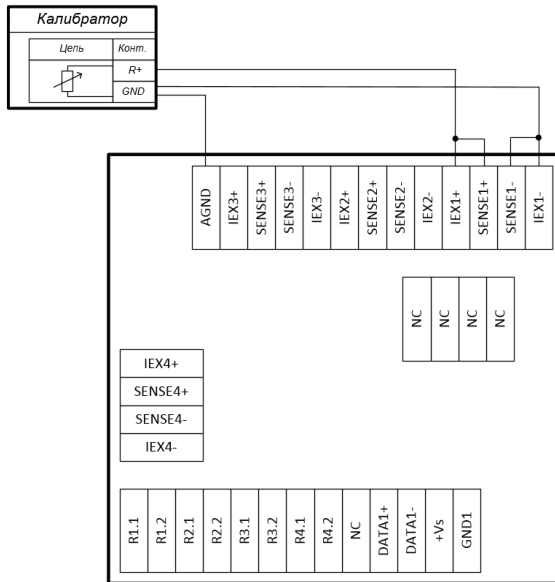 Калибратор
Цепь Конт.
R+
GND
AGND
IEX3+
SENSE3+
SENSE3-
IEX3-
IEX2+
SENSE2+
SENSE2-
IEX2-
IEX1+
SENSE1+
SENSE1-
IEX1-
NC
NC
NC
NC
IEX4+
SENSE4+
SENSE4-
IEX4-
R1.1
R1.2
R2.1
R2.2
R3.1
R3.2
R4.1
R4.2
NC
DATA1+
DATA1-
+Vs
GND1